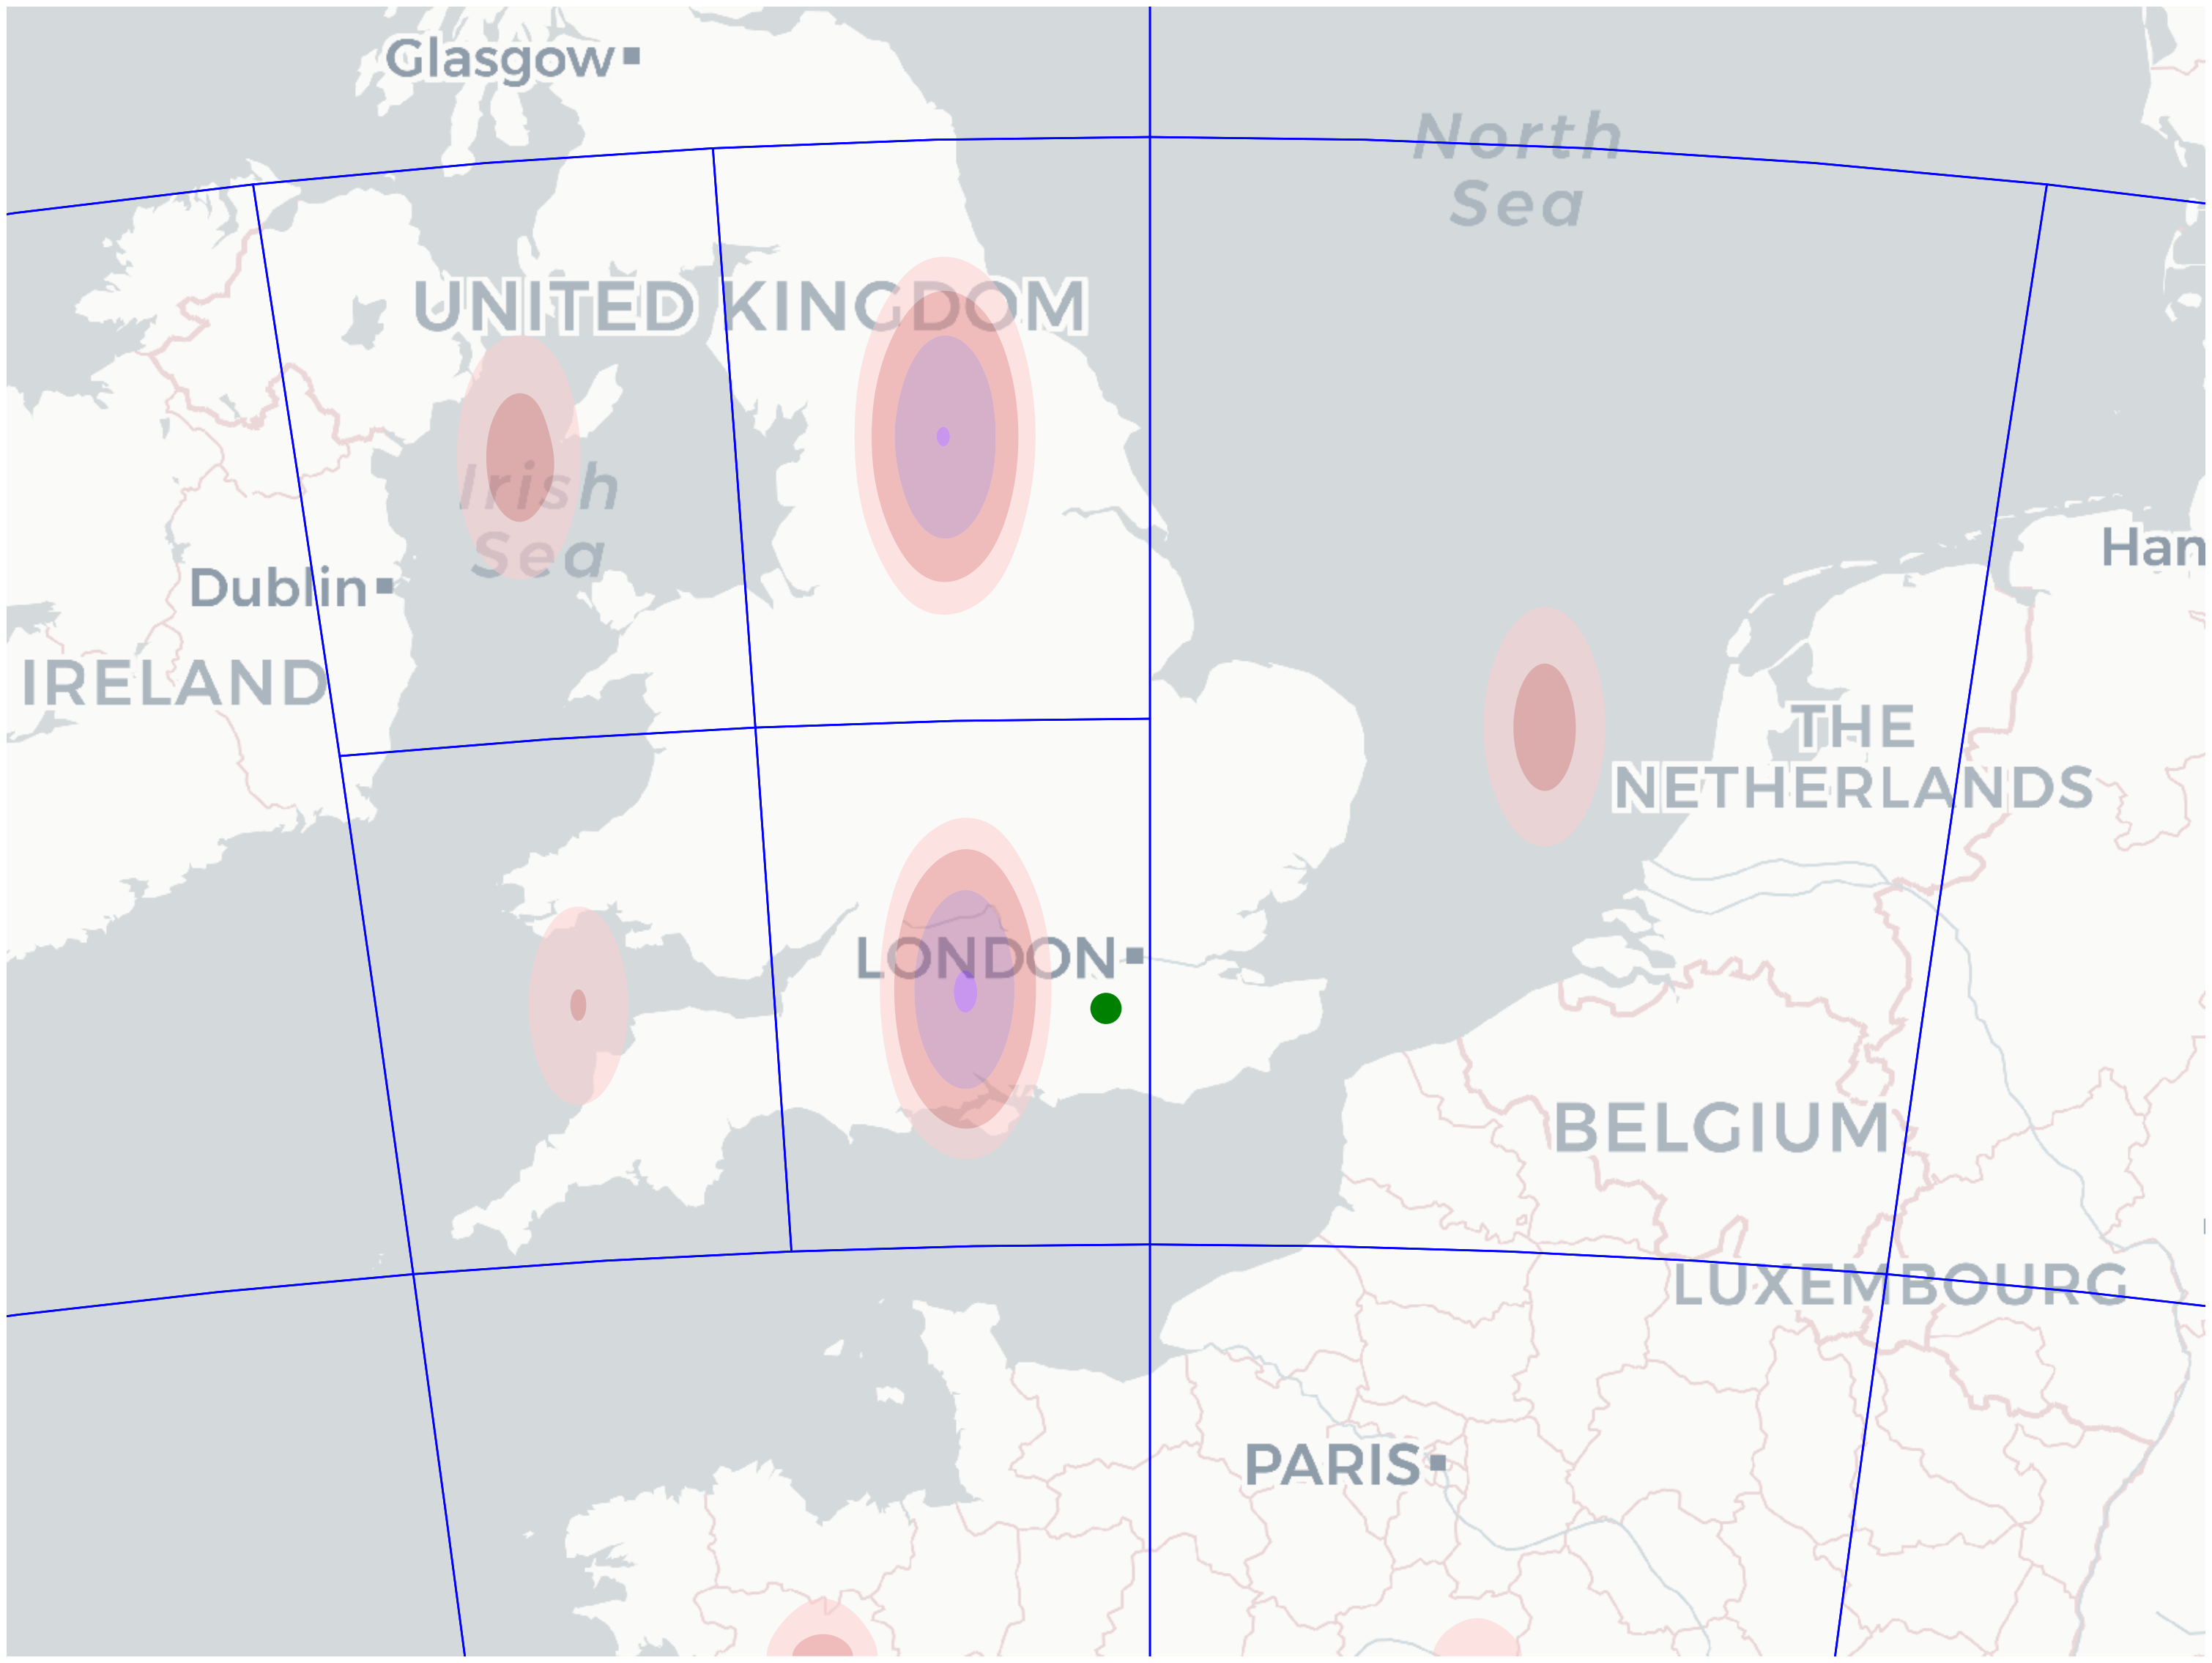 Glasgow
North
Sea
UNITED KINGDOM
Irish
Sea
Dublin
Han
IRELAND
THE
NETHERLANDS
LONDON
BELGIUM
LUXEMBOURG
PARIS